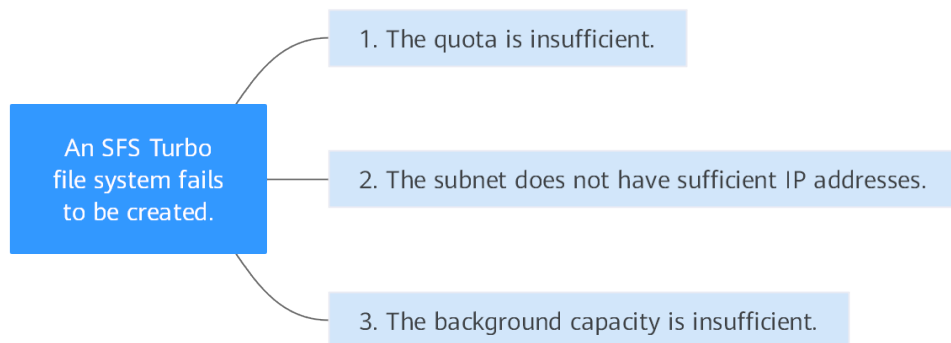 1. The quota is insufficient.
An SFS Turbo
file system fails
to be created.
2. The subnet does not have sufficient IP addresses.
3. The background capacity is insufficient.